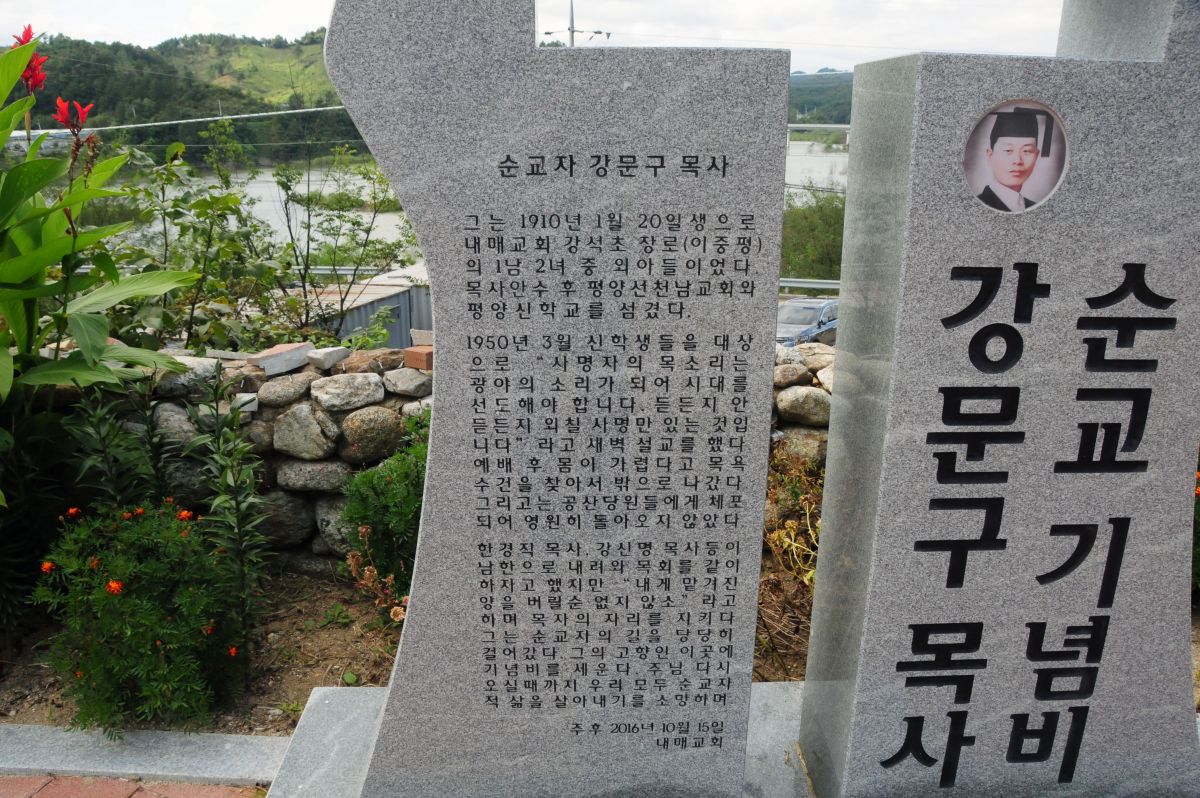 순교자 강문구 목사
그는 1910년 1월 20일생으로
내매교회 강석초 장로(이중평)
의 1남 2녀 중 외아들이었다.
목사안수 후 평양선천남교회와
평양신학교를 섬겼다.
1950년 3월 신학생들을 대상
으로 “사명자의 목소리는
광야의 소리가 되어 시대를
선도해야 합니다. 듣든지 안
듣든지 외칠 사명만 있는 것입
니다” 라고 새벽 설교를 했다
예배 후 몸이 가렵다고 목욕
수건을 찾아서 밖으로 나갔다
그리고는 공산당원들에게 체포
되어 영원히 돌아오지 않았다
한경직 목사, 강신명 목사등이
남한으로 내려와 목회를 같이
하자고 했지만 “내게 맡겨진
양을 버릴순 없지 않소” 라고
하며 목자의 자리를 지키다
그는 순교자의 길을 당당히
걸어갔다. 그의 고향인 이곳에
기념비를 세운다. 주님 다시
오실때까지 우리 모두 순교자
적 삶을 살아내기를 소망하며
주후 2016년 10월 15일
내매교회
순교기념비
강문구 목사